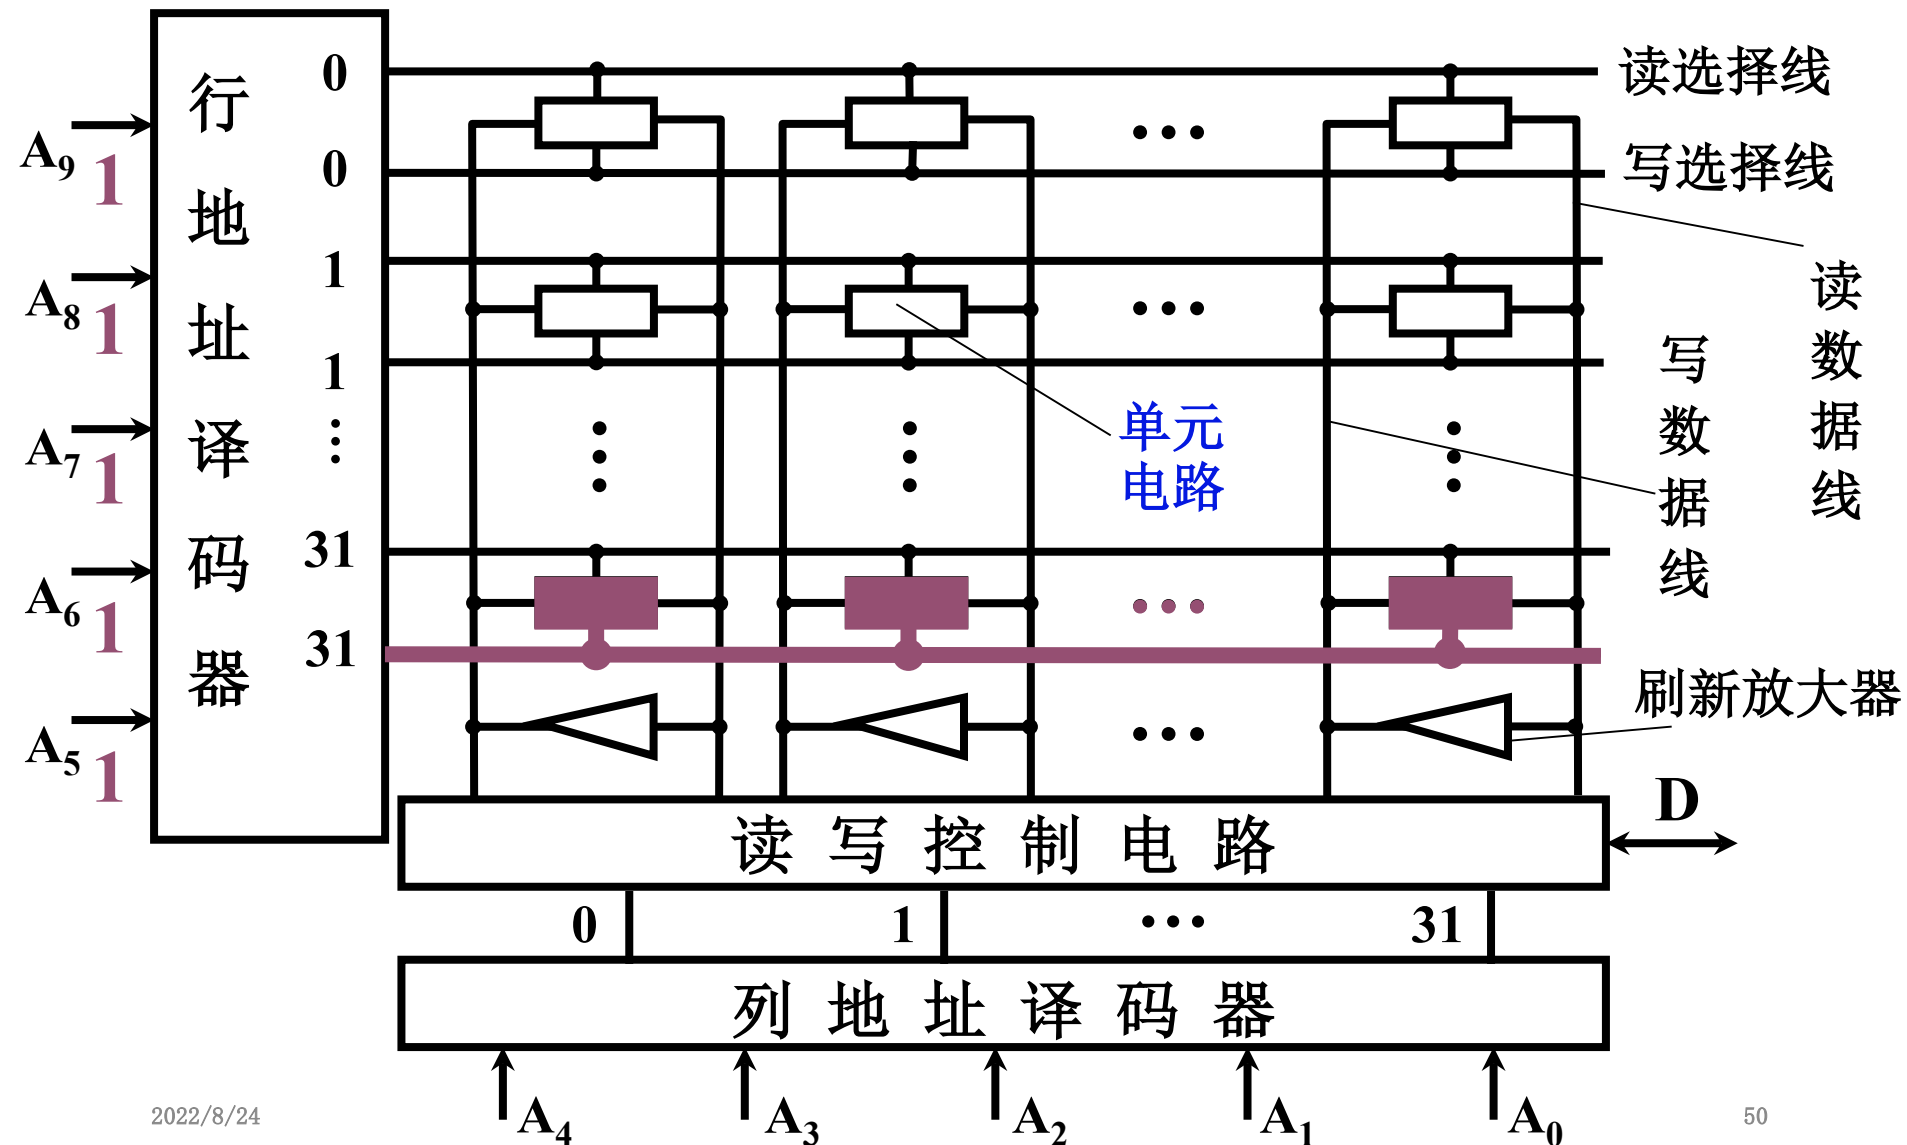 行地址译码器
0
读选择线
A9 1
0
写选择线
A8 1
1
读数据线
1
写数据线
单元
电路
A7 1
⋮
31
A6 1
31
刷新放大器
A5 1
D
读写控制电路
0 1 ••• 31
列地址译码器
A4 A3 A2 A1 A0
2022/8/24
50